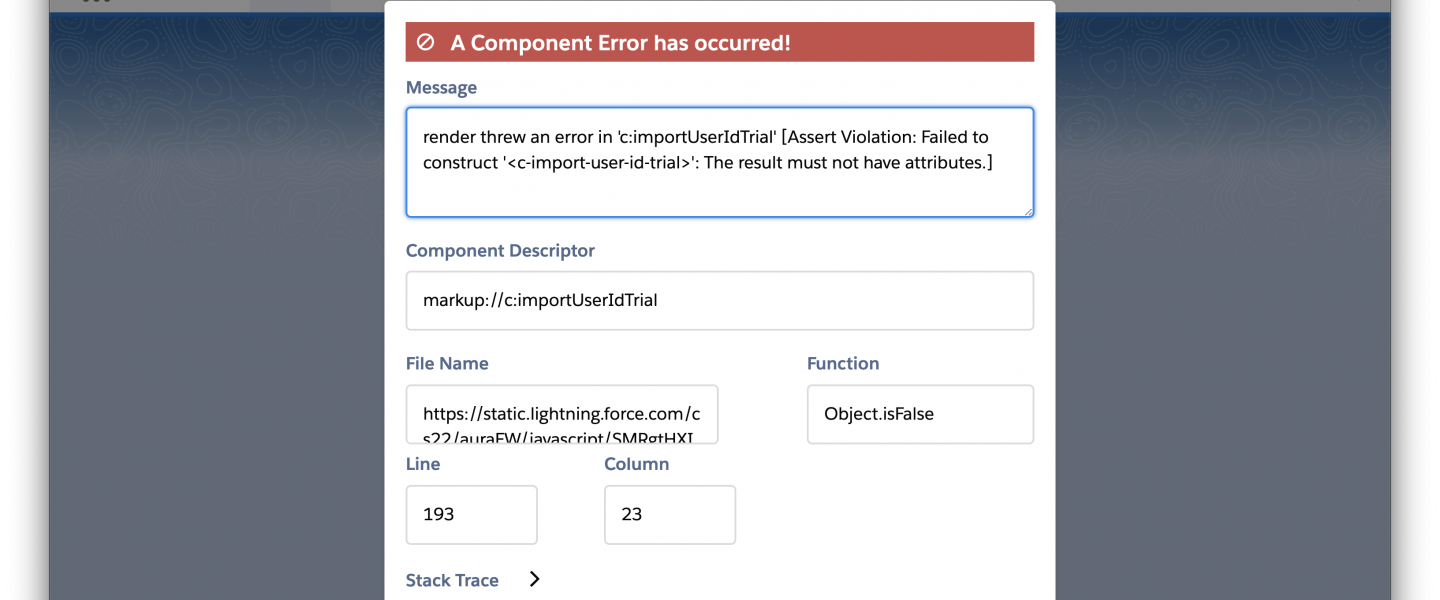 A Component Error has occurred!
Message
render threw an error in 'c:importUserIdTrial' [Assert Violation: Failed to
construct '<c-import-user-id-trial>': The result must not have attributes.]
Component Descriptor
markup://c:importUserIdTrial
File Name
Function
https://static.lightning.force.com/c
s22/auraFW/javascript/SMRgtHXI
Object.isFalse
Line
Column
193
23
Stack Trace